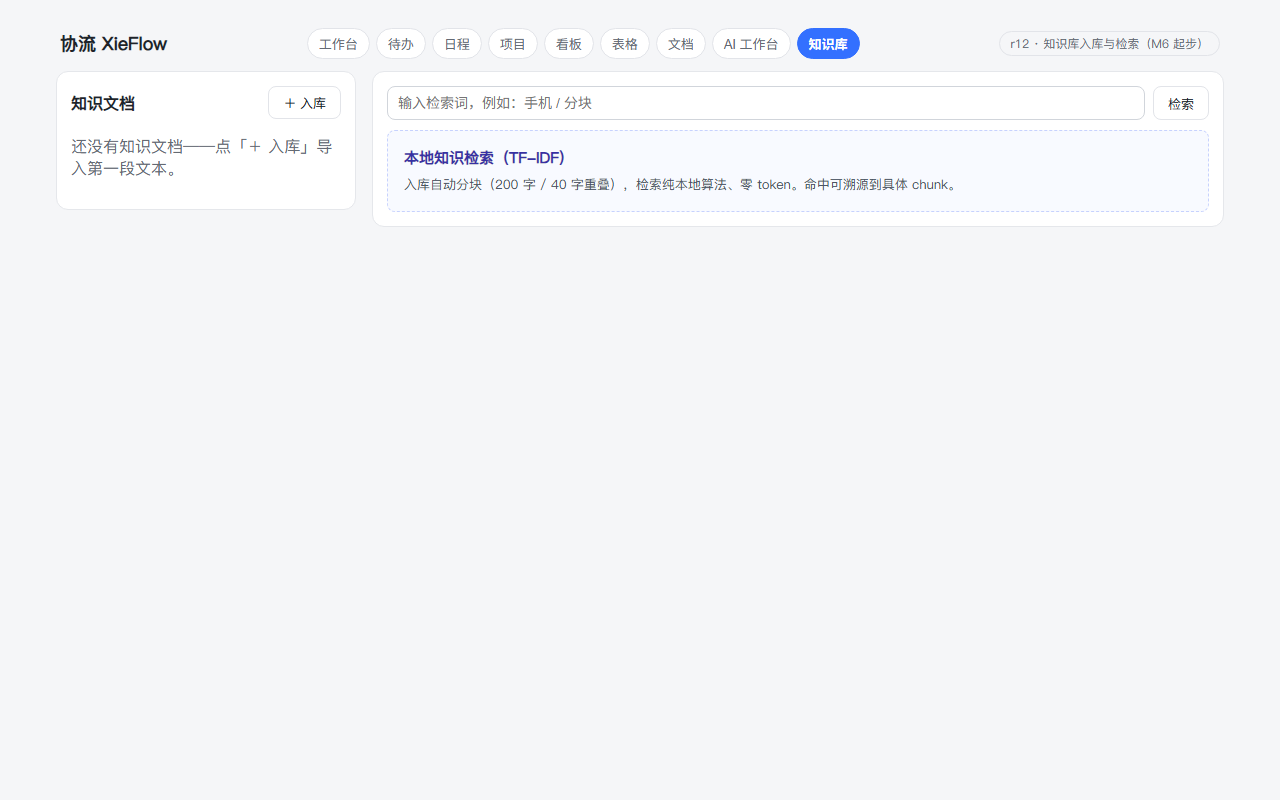 协流 XieFlow
工作台
待办
日程
项目
看板
表格
文档
AI 工作台
知识库
r12 · 知识库入库与检索（M6 起步）
知识文档
＋ 入库
还没有知识文档——点「＋ 入库」导
入第一段文本。
输入检索词，例如：手机 / 分块
检索
本地知识检索（TF-IDF）
入库自动分块（200 字 / 40 字重叠），检索纯本地算法、零 token。命中可溯源到具体 chunk。